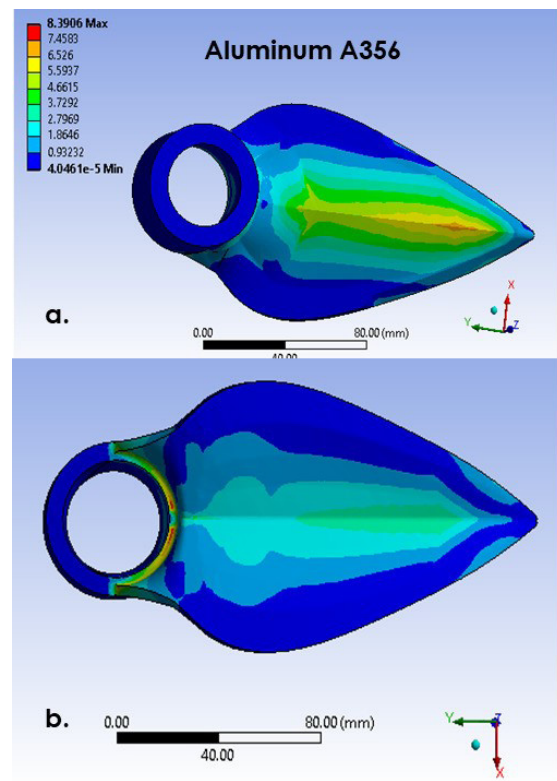 8.3906 Max
7.4583
6.526
5.5937
4.6615
3.7292
2.7969
1.8646
0.93232
4.0461e-5 Min
Aluminum A356
a.
0.00
80.00 (mm)
40.00
X
Y
Z
b.
0.00
80.00 (mm)
40.00
Y
Z
X